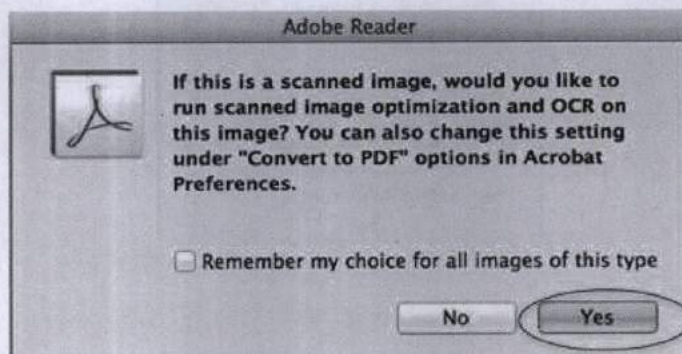 Adobe Reader
If this is a scanned image, would you like to
run scanned image optimization and OCR on
this image? You can also change this setting
under "Convert to PDF" options in Acrobat
Preferences.
Remember my choice for all images of this type
No
Yes